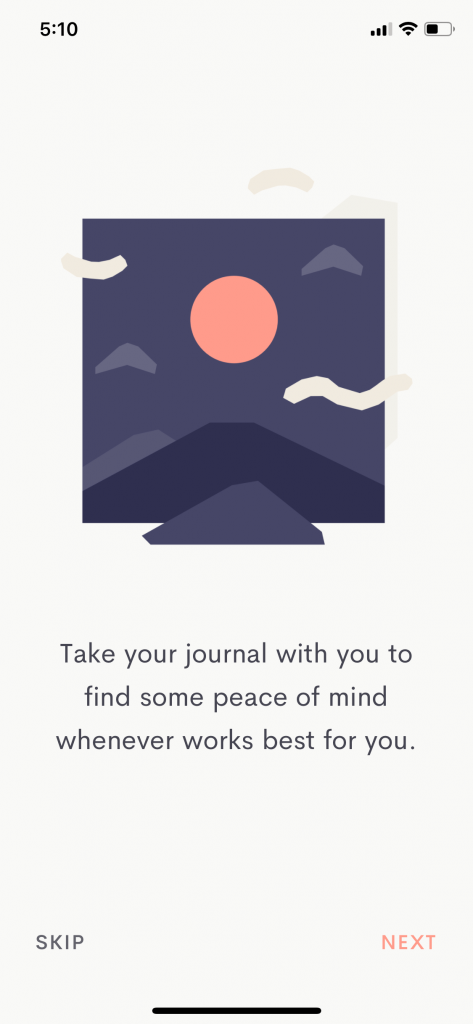 5:10
Take your journal with you to
find some peace of mind
whenever works best for you.
SKIP NEXT